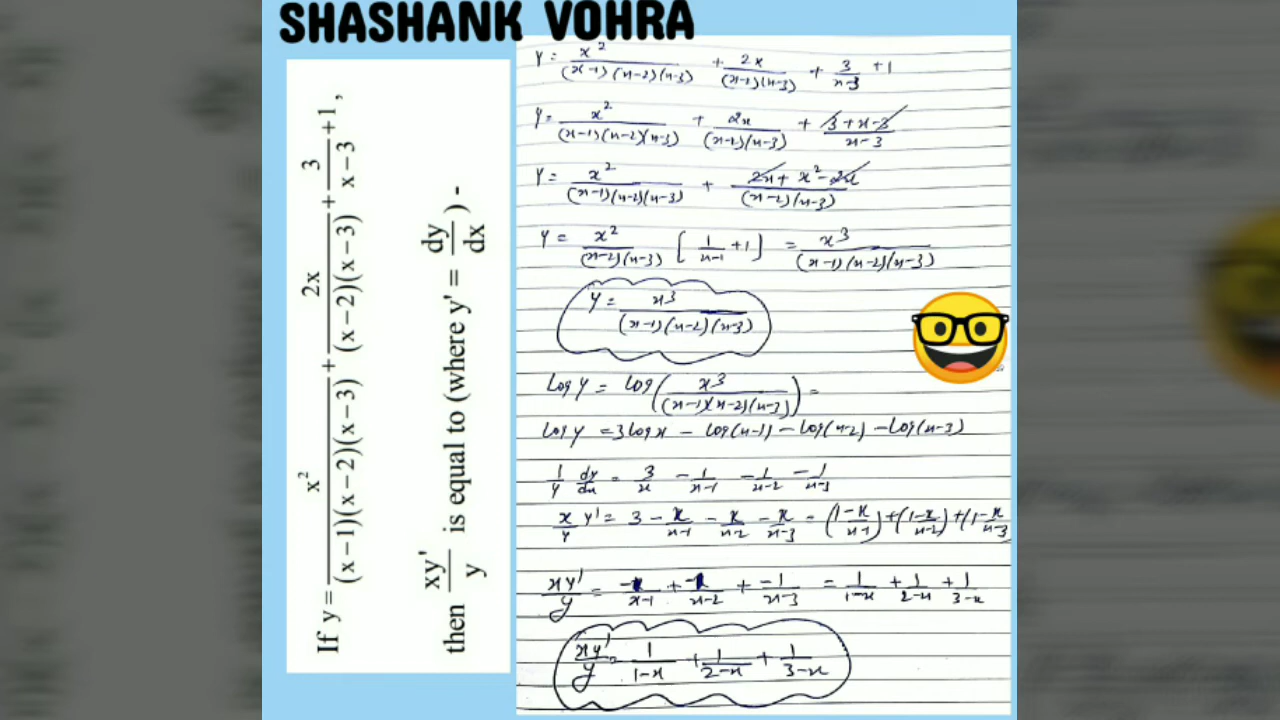 SHASHANK VOHRA
If y = x²/((x−1)(x−2)(x−3)) + 2x/((x−2)(x−3)) + 3/(x−3) + 1 ,
then xy'/y is equal to (where y' = dy/dx) -
Y = x²/((x-1)(x-2)(x-3)) + 2x/((x-2)(x-3)) + 3/(x-3) + 1
Y = x²/((x-1)(x-2)(x-3)) + 2x/((x-2)(x-3)) + (3+x-3)/(x-3)
Y = x²/((x-1)(x-2)(x-3)) + (2x + x² - 2x)/((x-2)(x-3))
Y = x²/((x-2)(x-3)) [1/(x-1) + 1] = x³/((x-1)(x-2)(x-3))
Y = x³/((x-1)(x-2)(x-3))
Log Y = log(x³/((x-1)(x-2)(x-3))) =
Log Y = 3 log x - log(x-1) - log(x-2) - log(x-3)
1/Y dy/dx = 3/x - 1/(x-1) - 1/(x-2) - 1/(x-3)
x/Y Y' = 3 - x/(x-1) - x/(x-2) - x/(x-3) = (1-x/(x-1)) + (1-x/(x-2)) + (1-x/(x-3)
xY'/y = -1/(x-1) + -1/(x-2) + -1/(x-3) = 1/(1-x) + 1/(2-x) + 1/(3-x)
xy'/y = 1/(1-x) + 1/(2-x) + 1/(3-x)